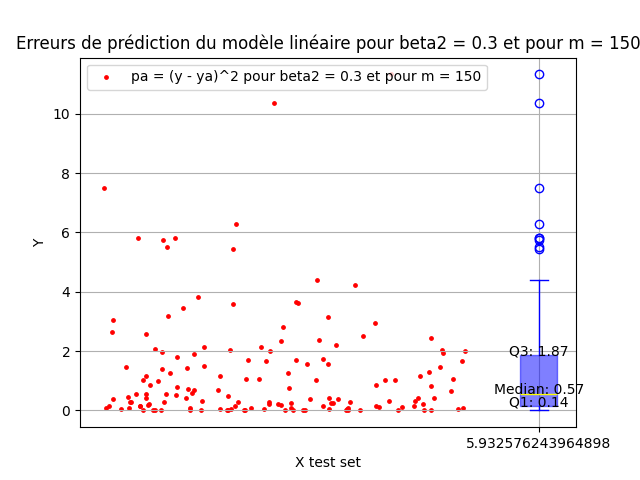 Erreurs de prédiction du modèle linéaire pour beta2 = 0.3 et pour m = 150
pa = (y - ya)^2 pour beta2 = 0.3 et pour m = 150
10
8
6
4
2
0
Y
Q3: 1.87
Median: 0.57
Q1: 0.14
5.932576243964898
X test set